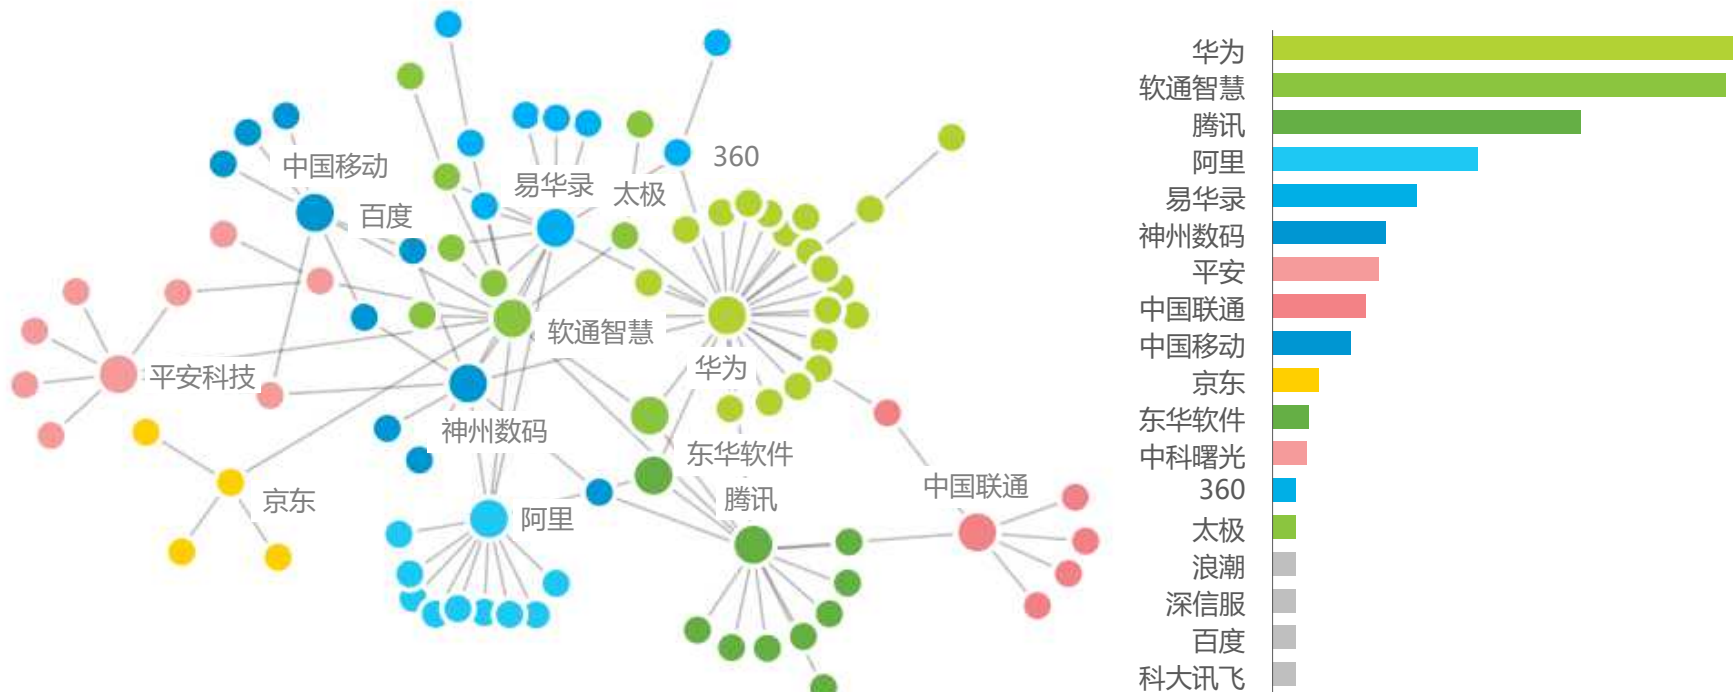 360
中国移动
易华录
太极
百度
软通智慧
华为
平安科技
神州数码
东华软件
京东
腾讯
中国联通
阿里
华为
软通智慧
腾讯
阿里
易华录
神州数码
平安
中国联通
中国移动
京东
东华软件
中科曙光
360
太极
浪潮
深信服
百度
科大讯飞